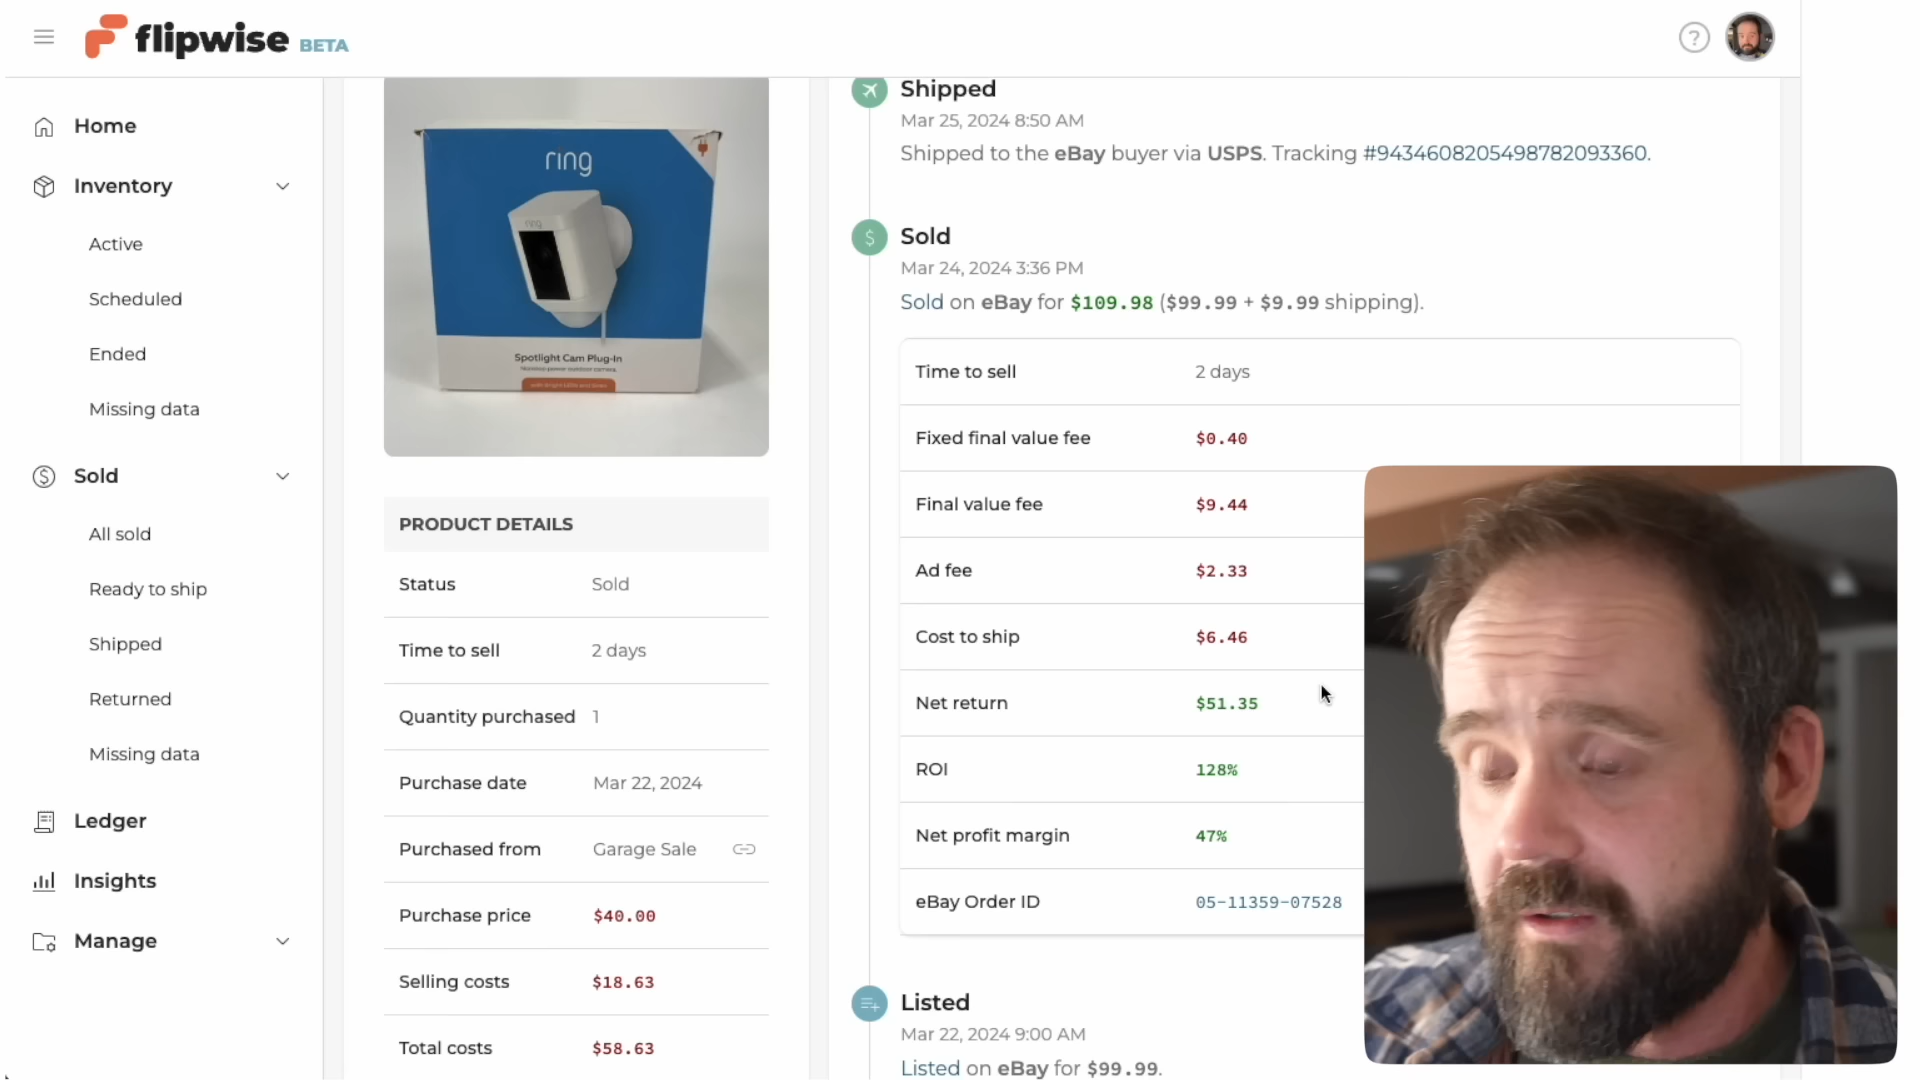 flipwise BETA
?
Home
Inventory
Active
Scheduled
Ended
Missing data
Sold
All sold
Ready to ship
Shipped
Returned
Missing data
Ledger
Insights
Manage
ring
ring
Spotlight Cam Plug-In
PRODUCT DETAILS
Status Sold
Time to sell 2 days
Quantity purchased 1
Purchase date Mar 22, 2024
Purchased from Garage Sale
Purchase price $40.00
Selling costs $18.63
Total costs $58.63
Shipped
Mar 25, 2024 8:50 AM
Shipped to the eBay buyer via USPS. Tracking #9434608205498782093360.
$
Sold
Mar 24, 2024 3:36 PM
Sold on eBay for $109.98 ($99.99 + $9.99 shipping).
Time to sell 2 days
Fixed final value fee $0.40
Final value fee $9.44
Ad fee $2.33
Cost to ship $6.46
Net return $51.35
ROI 128%
Net profit margin 47%
eBay Order ID 05-11359-07528
Listed
Mar 22, 2024 9:00 AM
Listed on eBay for $99.99.